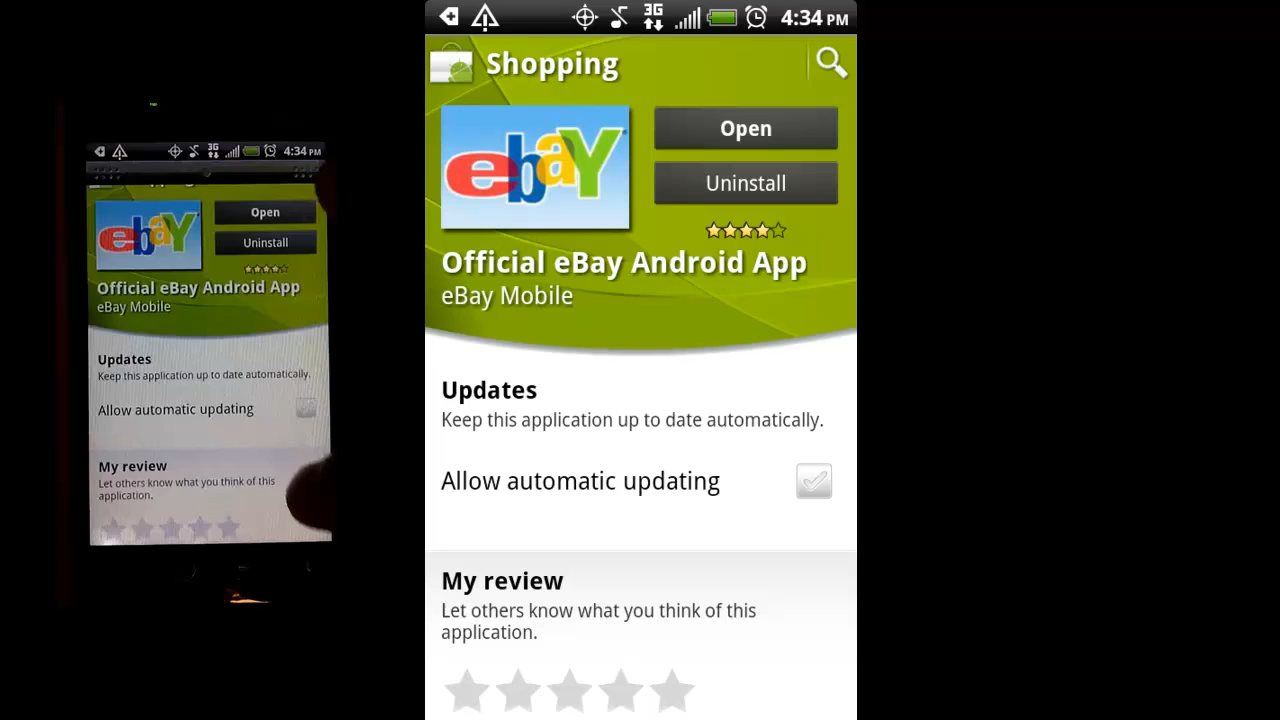 3G 4:34 PM
Open
ebay
Uninstall
Official eBay Android App
eBay Mobile
Updates
Keep this application up to date automatically.
Allow automatic updating
My review
Let others know what you think of this
application.
3G 4:34 PM
Shopping
ebay
Open
Uninstall
Official eBay Android App
eBay Mobile
Updates
Keep this application up to date automatically.
Allow automatic updating
My review
Let others know what you think of this
application.